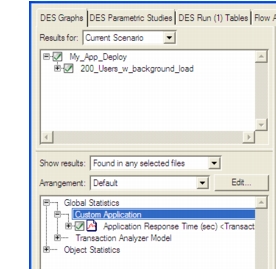 DES Graphs DES Parametric Studies DES Run (1) Tables Flow A
Results for: Current Scenario
My_App_Deploy
200_Users_w_background_load
Show results: Found in any selected files
Arrangement: Default Edit...
Global Statistics
Custom Application
Application Response Time (sec) <Transact
Transaction Analyzer Model
Object Statistics